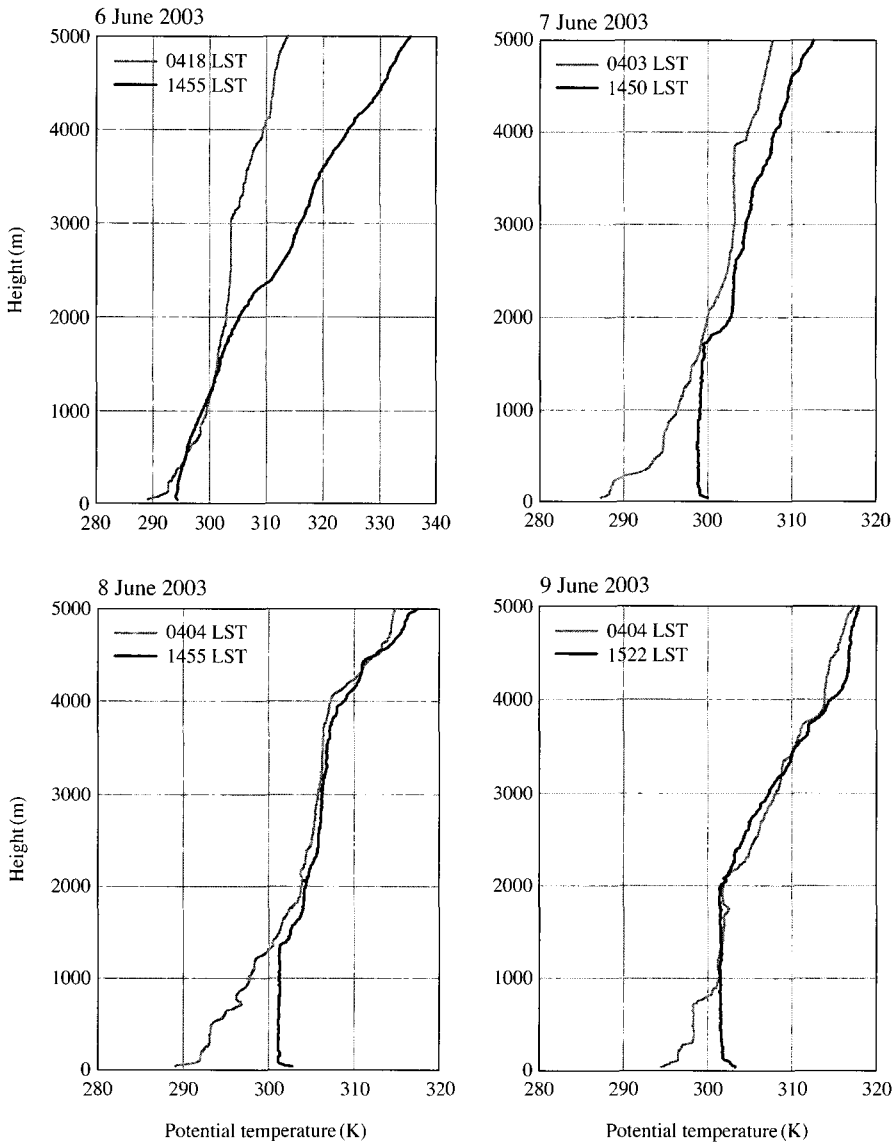 6 June 2003
0418 LST
1455 LST
5000
4000
3000
2000
1000
0
Height (m)
280 290 300 310 320 330 340
7 June 2003
0403 LST
1450 LST
5000
4000
3000
2000
1000
0
280 290 300 310 320
8 June 2003
0404 LST
1455 LST
5000
4000
3000
2000
1000
0
Height (m)
280 290 300 310 320
Potential temperature (K)
9 June 2003
0404 LST
1522 LST
5000
4000
3000
2000
1000
0
280 290 300 310 320
Potential temperature (K)